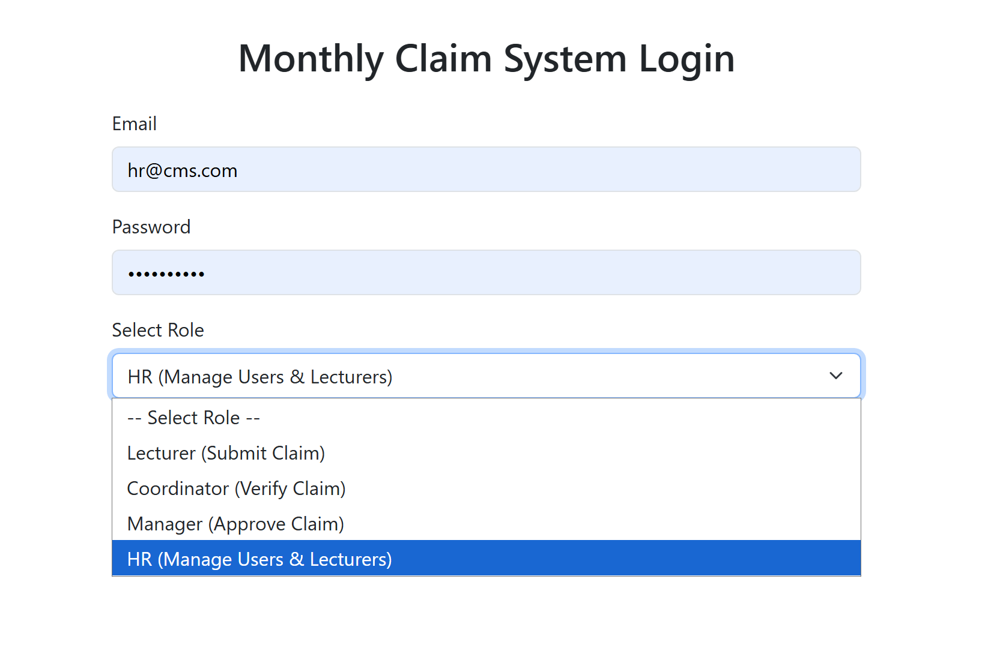 Monthly Claim System Login
Email
hr@cms.com
Password
••••••••••
Select Role
HR (Manage Users & Lecturers)
-- Select Role --
Lecturer (Submit Claim)
Coordinator (Verify Claim)
Manager (Approve Claim)
HR (Manage Users & Lecturers)